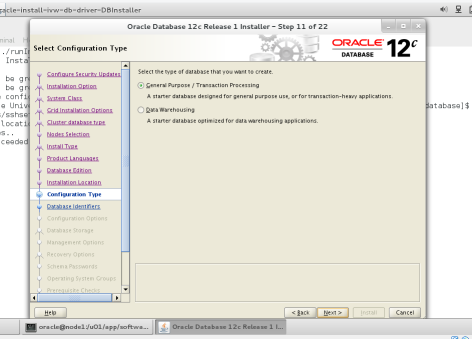 racle-install-ivw-db-driver-DBInstaller
Oracle Database 12c Release 1 Installer - Step 11 of 22
Select Configuration Type
ORACLE
DATABASE
12c
./runI
Insta
be gr
be gr
e Univ
s/sshse
locati
s..
ceeded
database]$
Configure Security Updates
Installation Option
System Class
Grid Installation Options
Cluster database type
Nodes Selection
Install Type
Product Languages
Database Edition
Installation Location
Configuration Type
Database Identifiers
Configuration Options
Database Storage
Management Options
Recovery Options
Schema Passwords
Operating System Groups
Prerequisite Checks
Select the type of database that you want to create.
General Purpose / Transaction Processing
A starter database designed for general purpose use, or for transaction-heavy applications.
Data Warehousing
A starter database optimized for data warehousing applications.
Help
< Back
Next >
Install
Cancel
oracle@node1:/u01/app/softwa...
Oracle Database 12c Release 1 I...